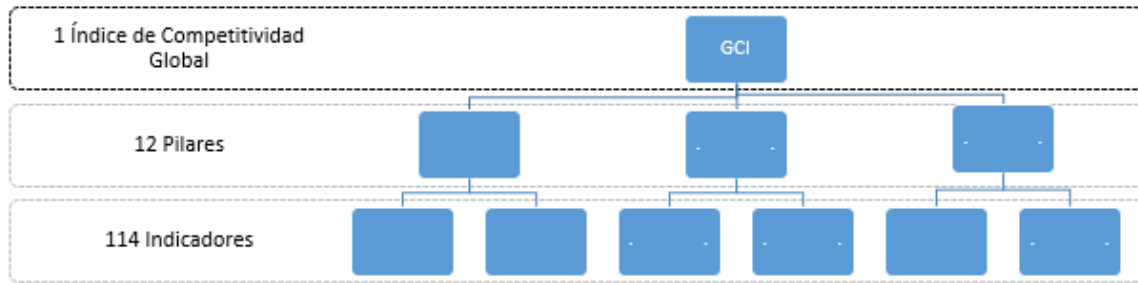 1 Índice de Competitividad
Global
GCI
12 Pilares
- -
- -
114 Indicadores
- -
- -
- -